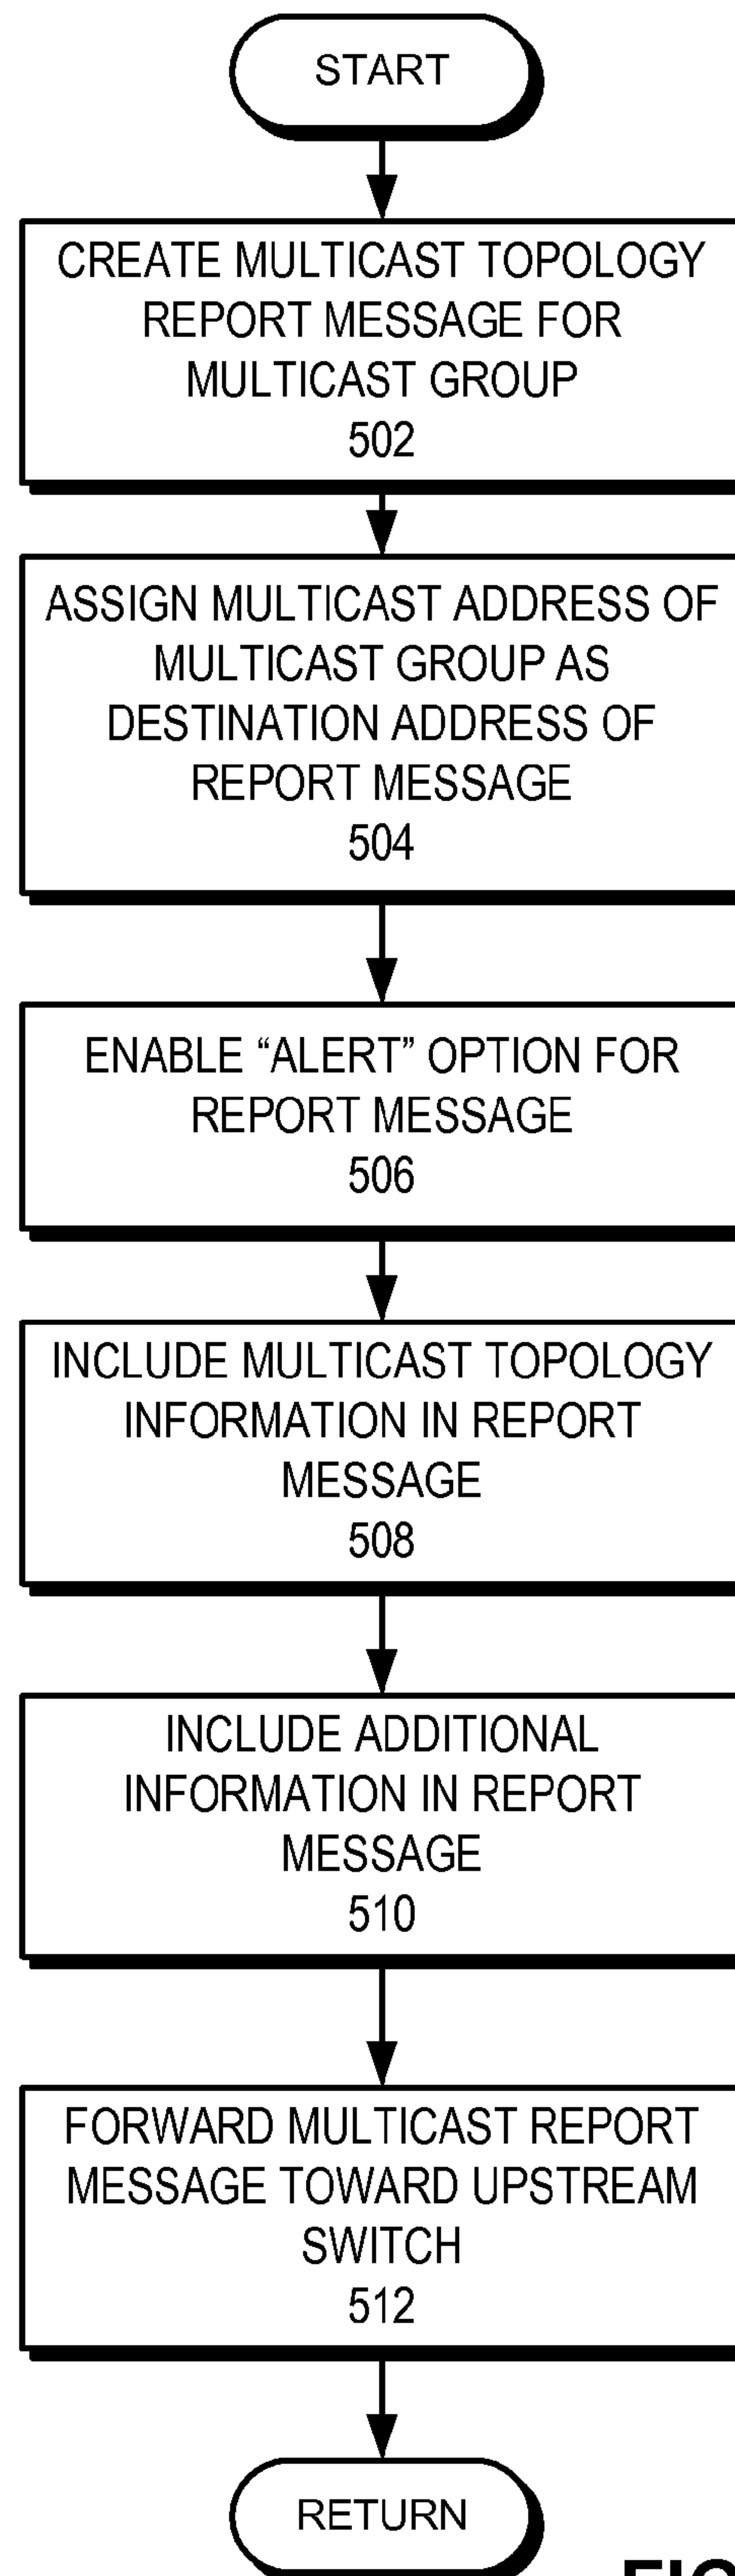 START
CREATE MULTICAST TOPOLOGY
REPORT MESSAGE FOR
MULTICAST GROUP
502
ASSIGN MULTICAST ADDRESS OF
MULTICAST GROUP AS
DESTINATION ADDRESS OF
REPORT MESSAGE
504
ENABLE “ALERT” OPTION FOR
REPORT MESSAGE
506
INCLUDE MULTICAST TOPOLOGY
INFORMATION IN REPORT
MESSAGE
508
INCLUDE ADDITIONAL
INFORMATION IN REPORT
MESSAGE
510
FORWARD MULTICAST REPORT
MESSAGE TOWARD UPSTREAM
SWITCH
512
RETURN